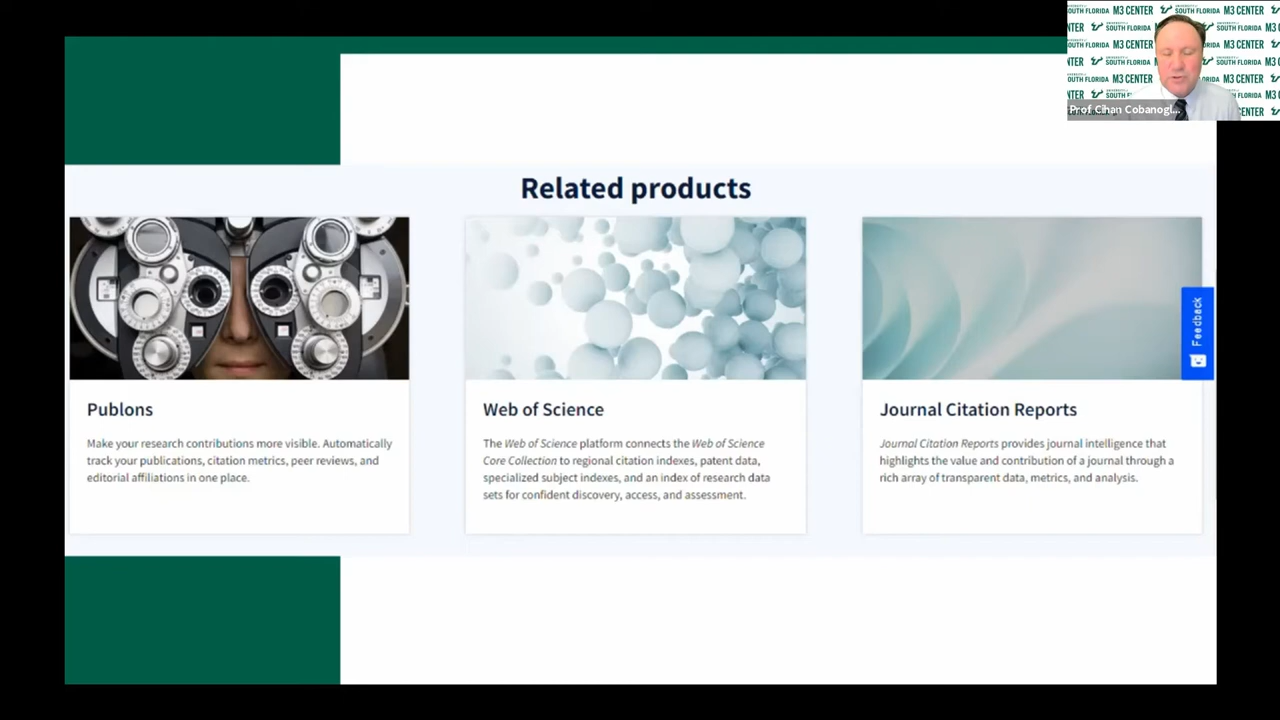 Related products
Publons
Make your research contributions more visible. Automatically
track your publications, citation metrics, peer reviews, and
editorial affiliations in one place.
Web of Science
The Web of Science platform connects the Web of Science
Core Collection to regional citation indexes, patent data,
specialized subject indexes, and an index of research data
sets for confident discovery, access, and assessment.
Journal Citation Reports
Journal Citation Reports provides journal intelligence that
highlights the value and contribution of a journal through a
rich array of transparent data, metrics, and analysis.
Feedback
SOUTH FLORIDA M3 CENTER
Prof Cihan Cobanogl...